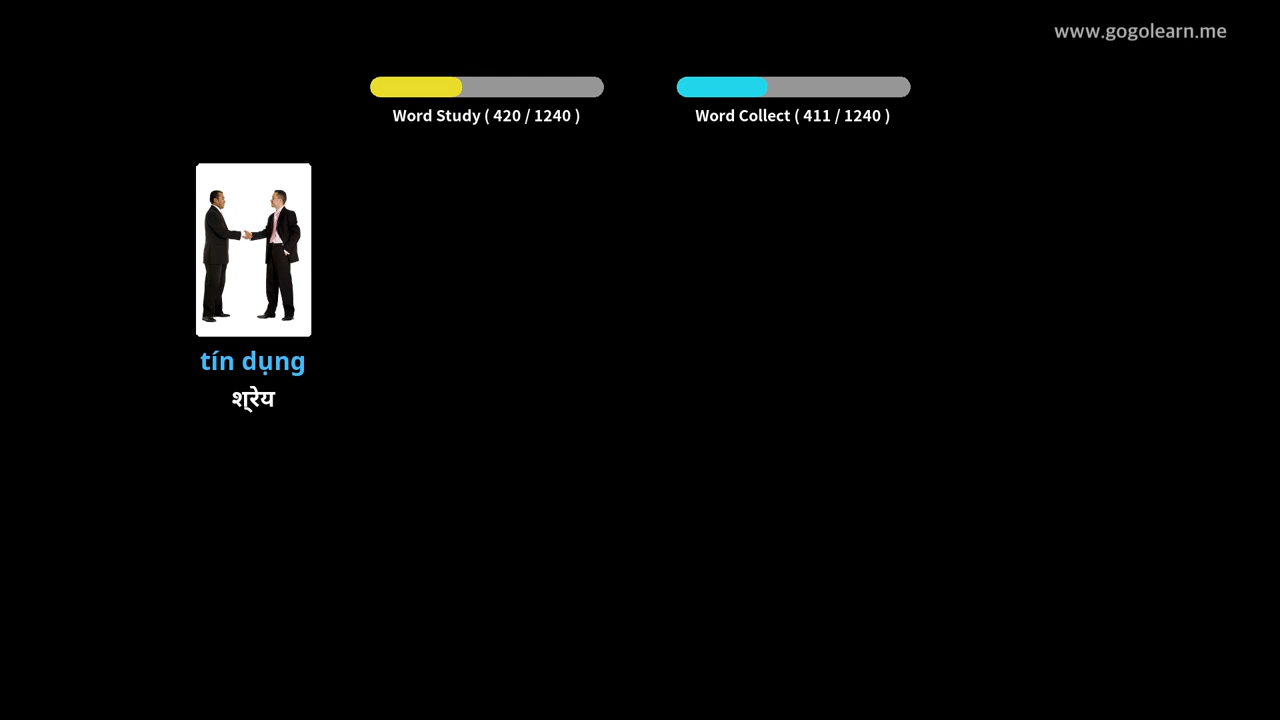 www.gogolearn.me
Word Study ( 420 / 1240 )
Word Collect ( 411 / 1240 )
tín dụng
श्रेय